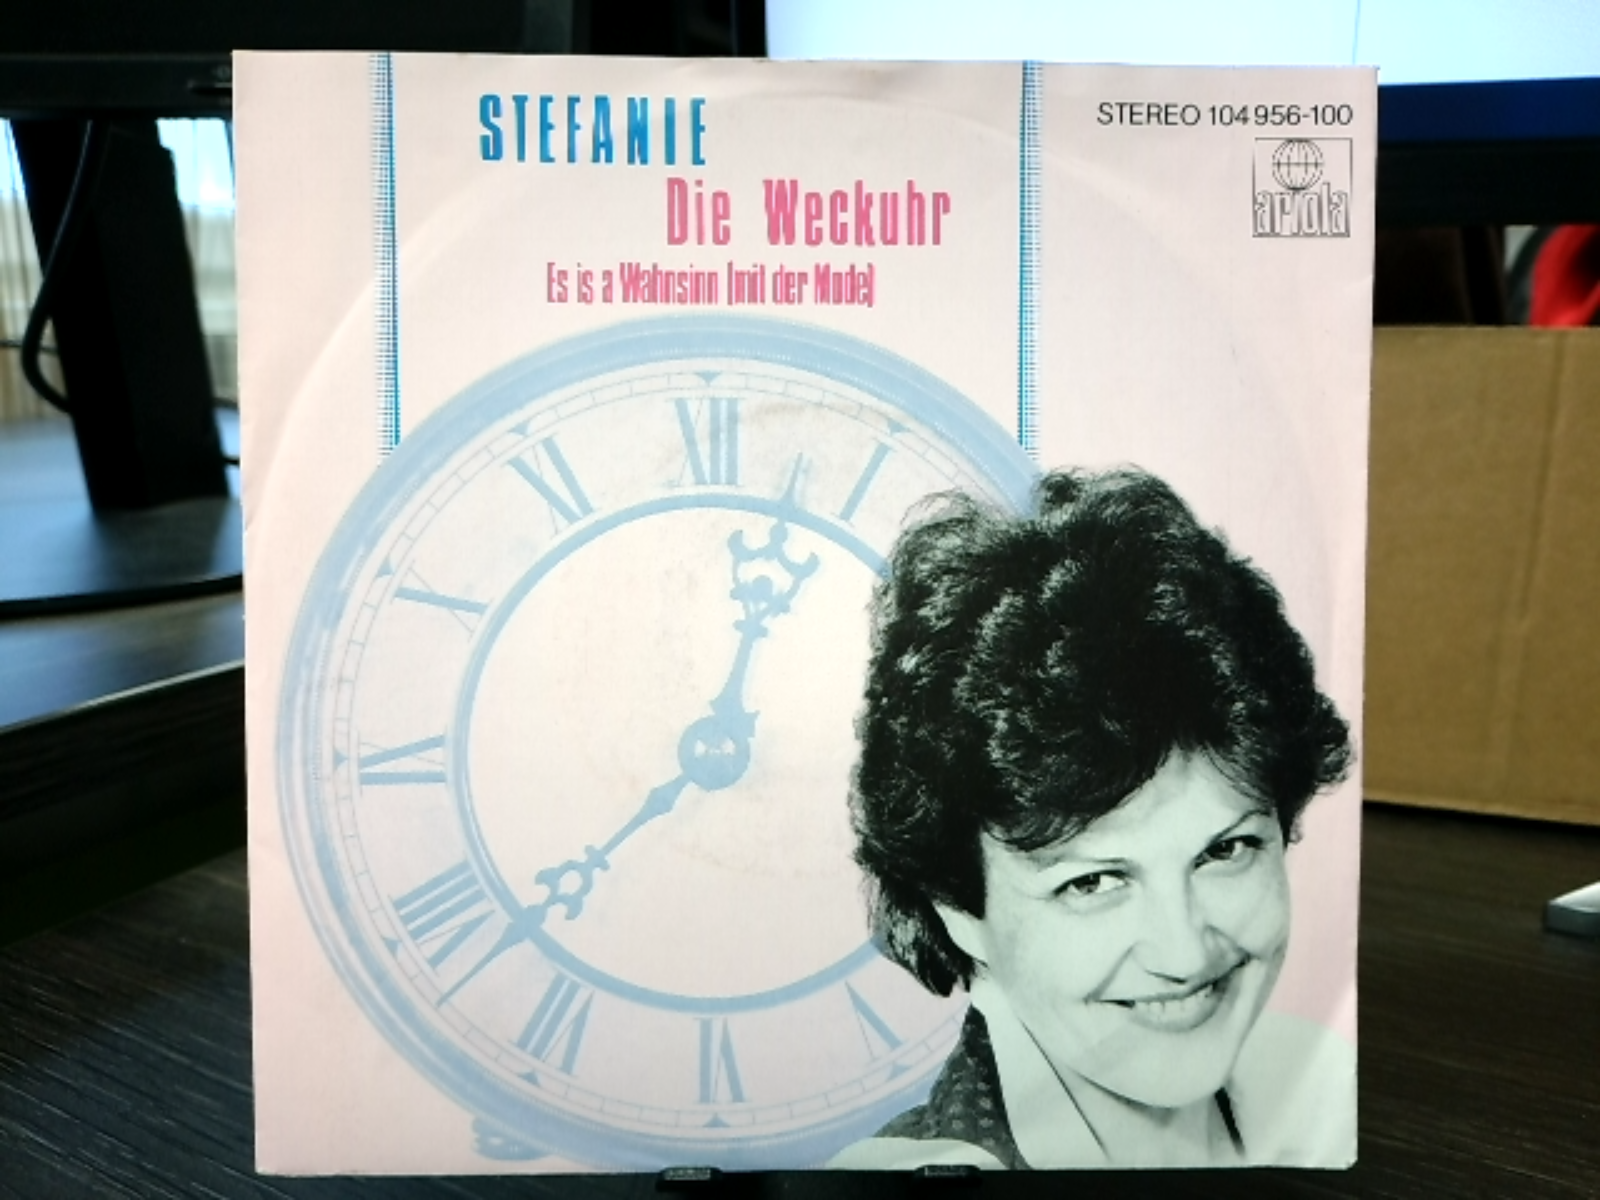 STEFANIE
STEREO 104 956-100
ariola
Die Weckuhr
Es is a Wahnsinn (mit der Mode)
XII
I
V
VI
VII
VIII
IX
X
XI